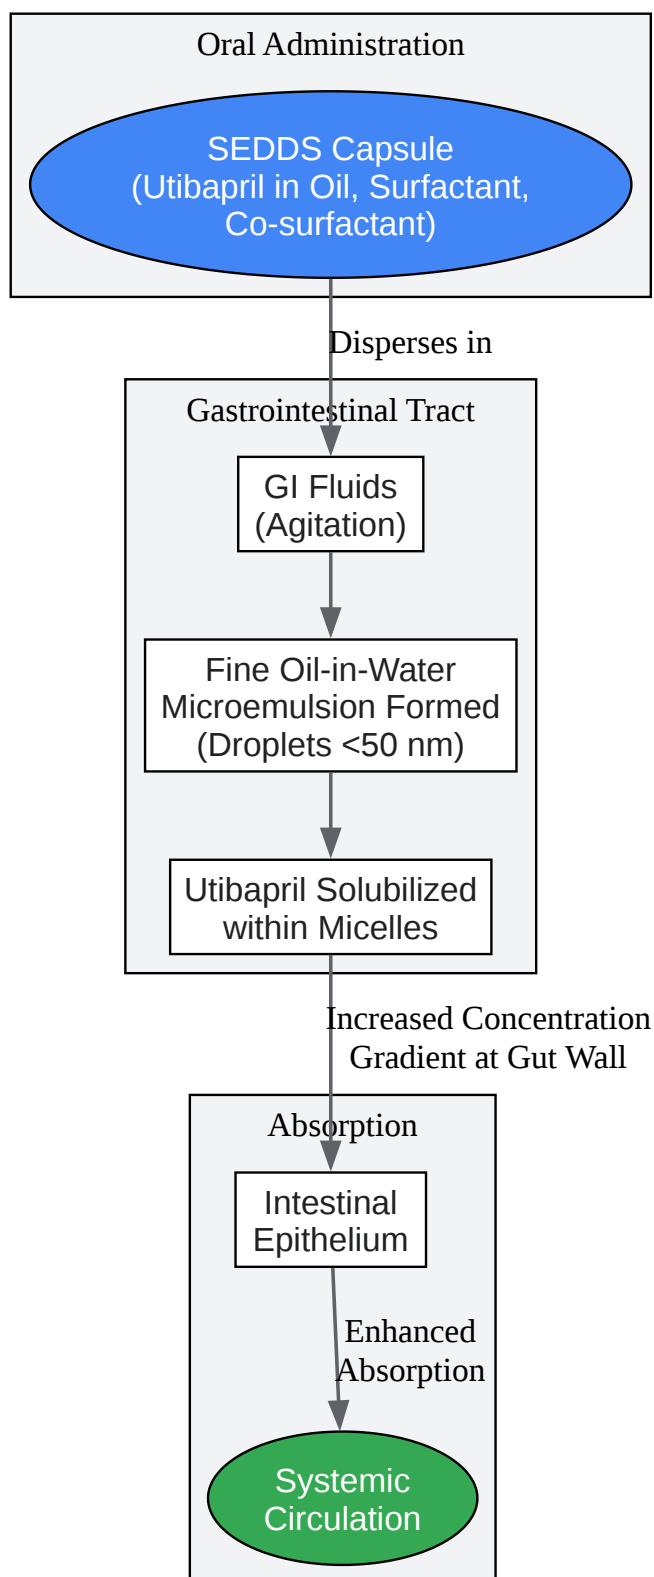 Oral Administration
SEDDS Capsule
(Utibapril in Oil, Surfactant,
Co-surfactant)
Disperses in
Gastrointestinal Tract
GI Fluids
(Agitation)
Fine Oil-in-Water
Microemulsion Formed
(Droplets <50 nm)
Utibapril Solubilized
within Micelles
Increased Concentration
Gradient at Gut Wall
Absorption
Intestinal
Epithelium
Enhanced
Absorption
Systemic
Circulation